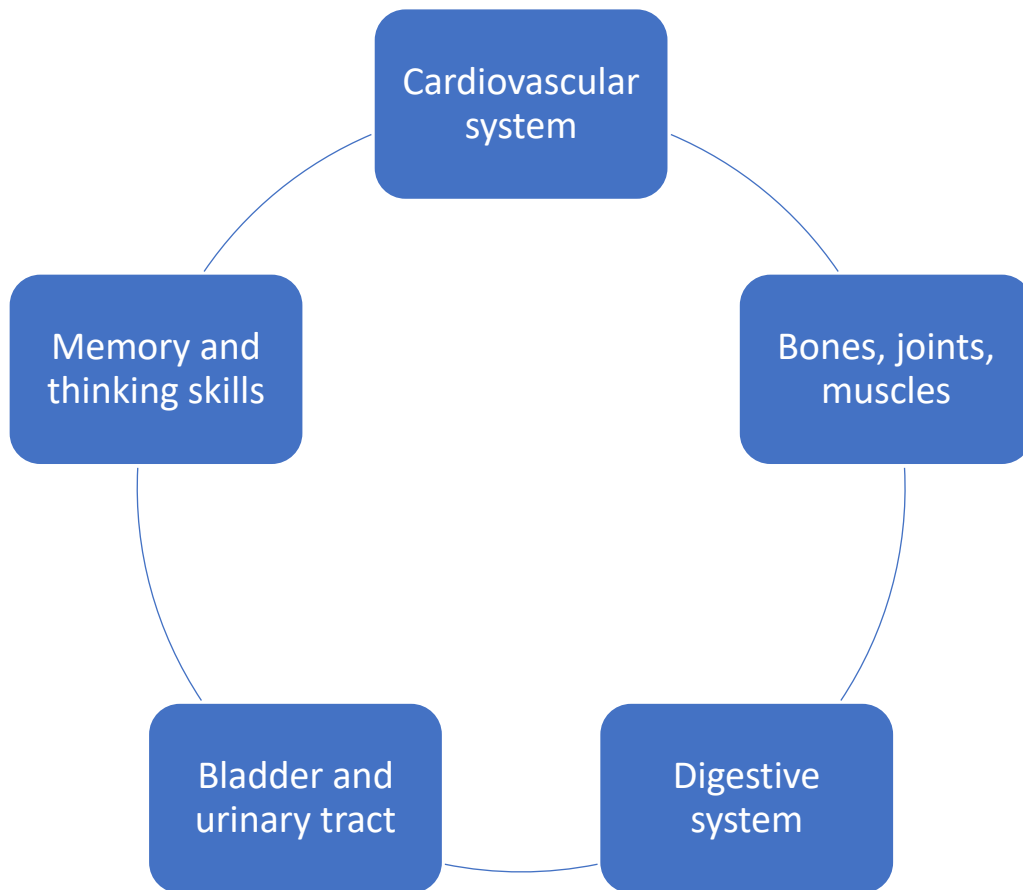 Cardiovascular
system
Bones, joints,
muscles
Digestive
system
Bladder and
urinary tract
Memory and
thinking skills